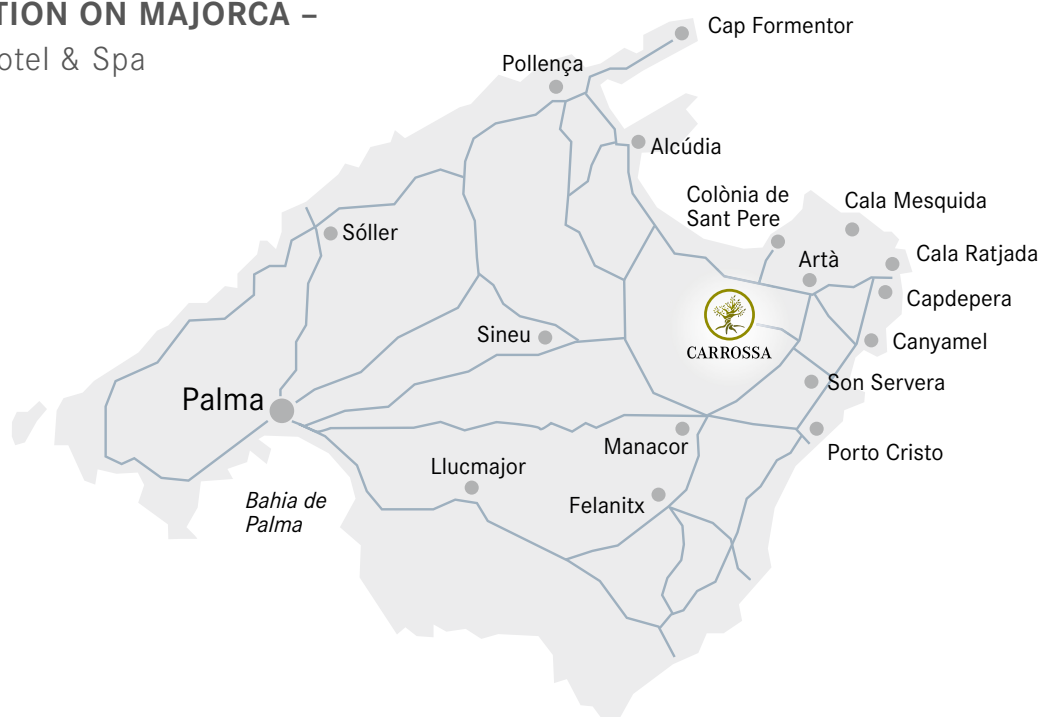 TION ON MAJORCA –
otel & Spa
Cap Formentor
Pollença
Alcúdia
Colònia de
Sant Pere
Cala Mesquida
Sóller
Artà
Cala Ratjada
Capdepera
Sineu
CARROSSA
Canyamel
Palma
Son Servera
Manacor
Porto Cristo
Llucmajor
Bahia de
Palma
Felanitx